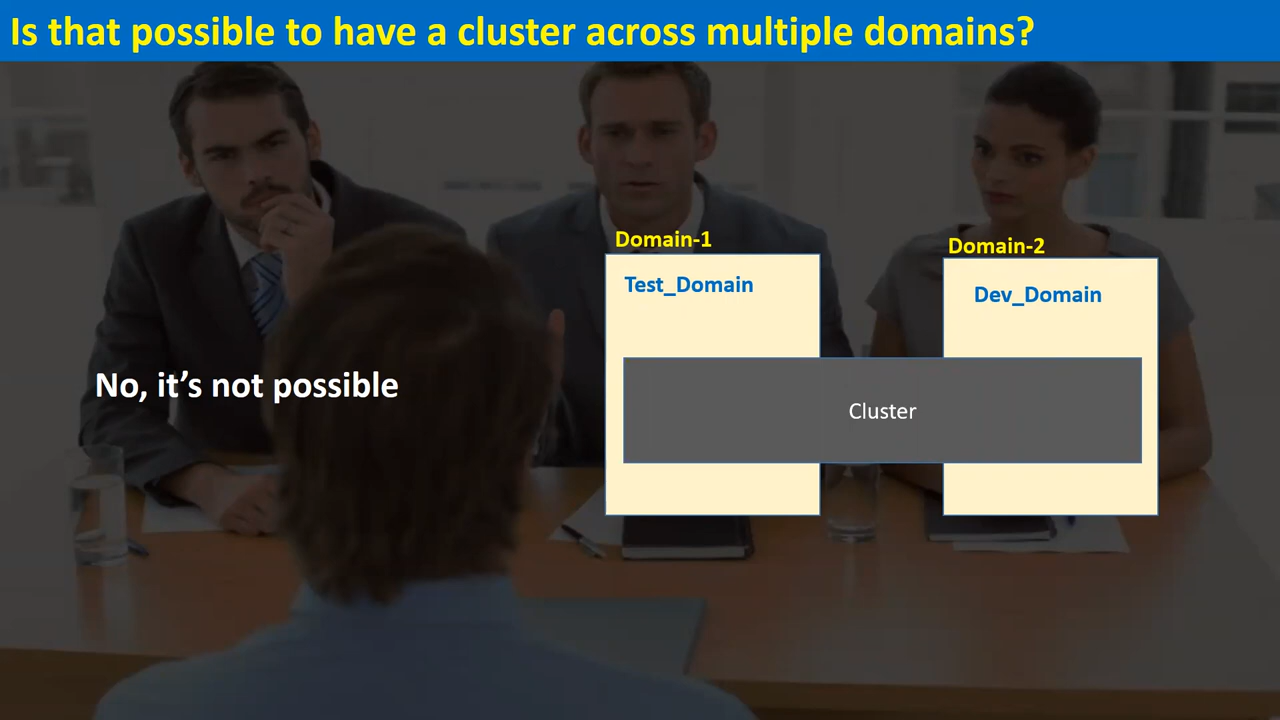 Is that possible to have a cluster across multiple domains?
Domain-1
Domain-2
Test_Domain
Dev_Domain
No, it’s not possible
Cluster